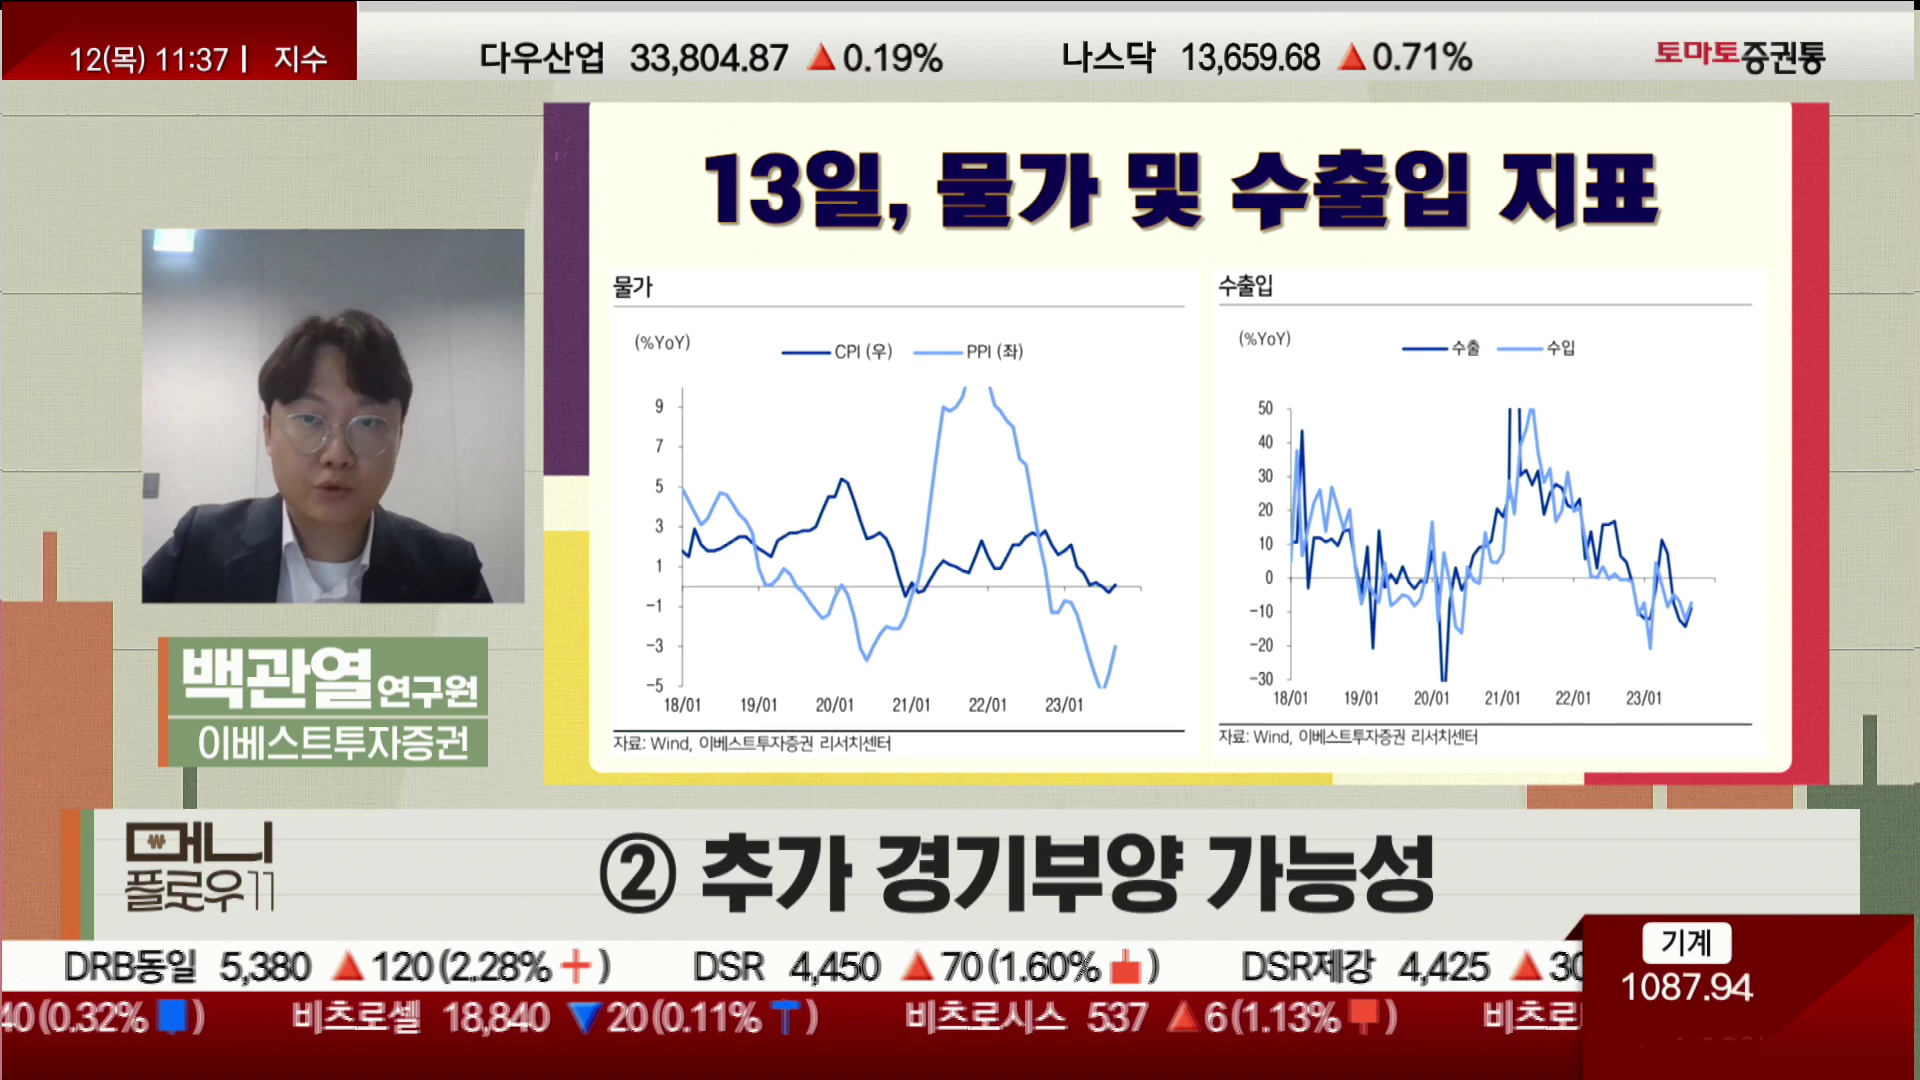 12(목) 11:37 | 지수
다우산업 33,804.87 ▲0.19%
나스닥 13,659.68 ▲0.71%
토마토증권통
13일, 물가 및 수출입 지표
물가
(%YoY)
CPI (우) PPI (좌)
9
7
5
3
1
-1
-3
-5
18/01 19/01 20/01 21/01 22/01 23/01
자료: Wind, 이베스트투자증권 리서치센터
수출입
(%YoY)
수출 수입
50
40
30
20
10
0
-10
-20
-30
18/01 19/01 20/01 21/01 22/01 23/01
자료: Wind, 이베스트투자증권 리서치센터
백관열 연구원
이베스트투자증권
머니
플로우11
② 추가 경기부양 가능성
DRB동일 5,380 ▲120(2.28% ) DSR 4,450 ▲70(1.60% ) DSR제강 4,425 ▲30
40(0.32% ) 비츠로셀 18,840 ▼20(0.11% ) 비츠로시스 537 ▲6(1.13% ) 비츠로
기계
1087.94